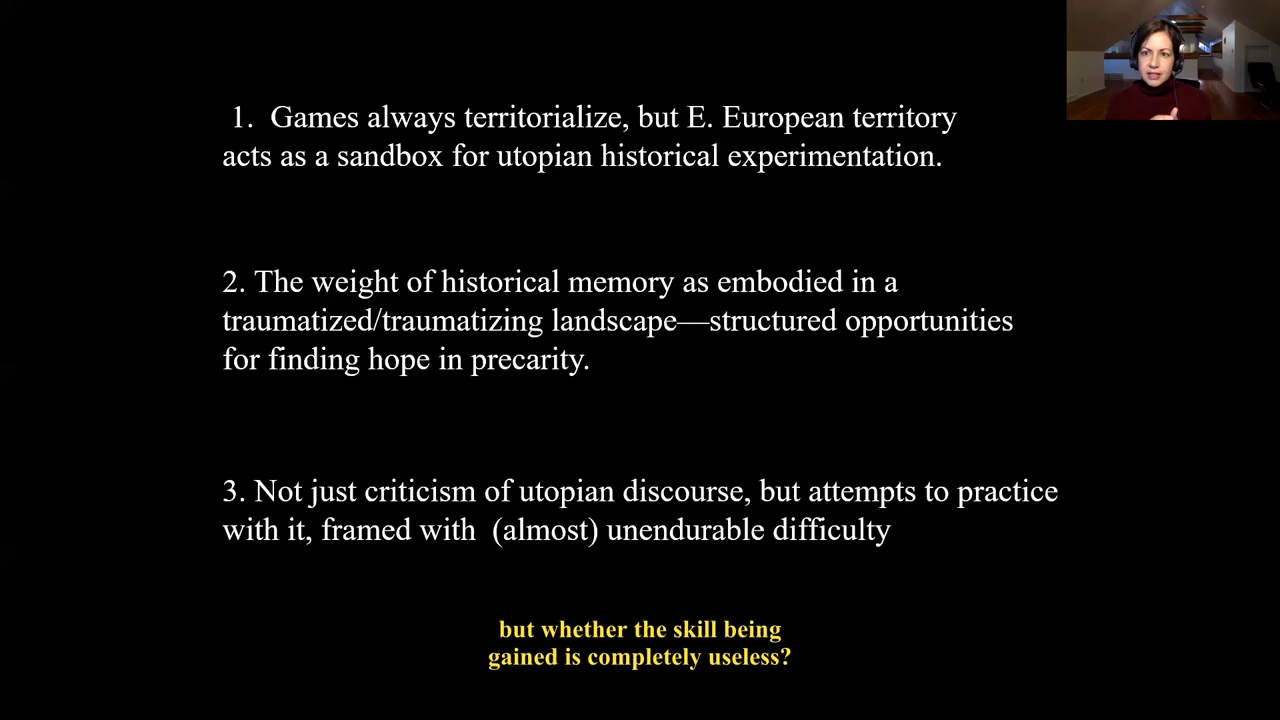 1. Games always territorialize, but E. European territory
acts as a sandbox for utopian historical experimentation.
2. The weight of historical memory as embodied in a
traumatized/traumatizing landscape—structured opportunities
for finding hope in precarity.
3. Not just criticism of utopian discourse, but attempts to practice
with it, framed with (almost) unendurable difficulty
but whether the skill being
gained is completely useless?